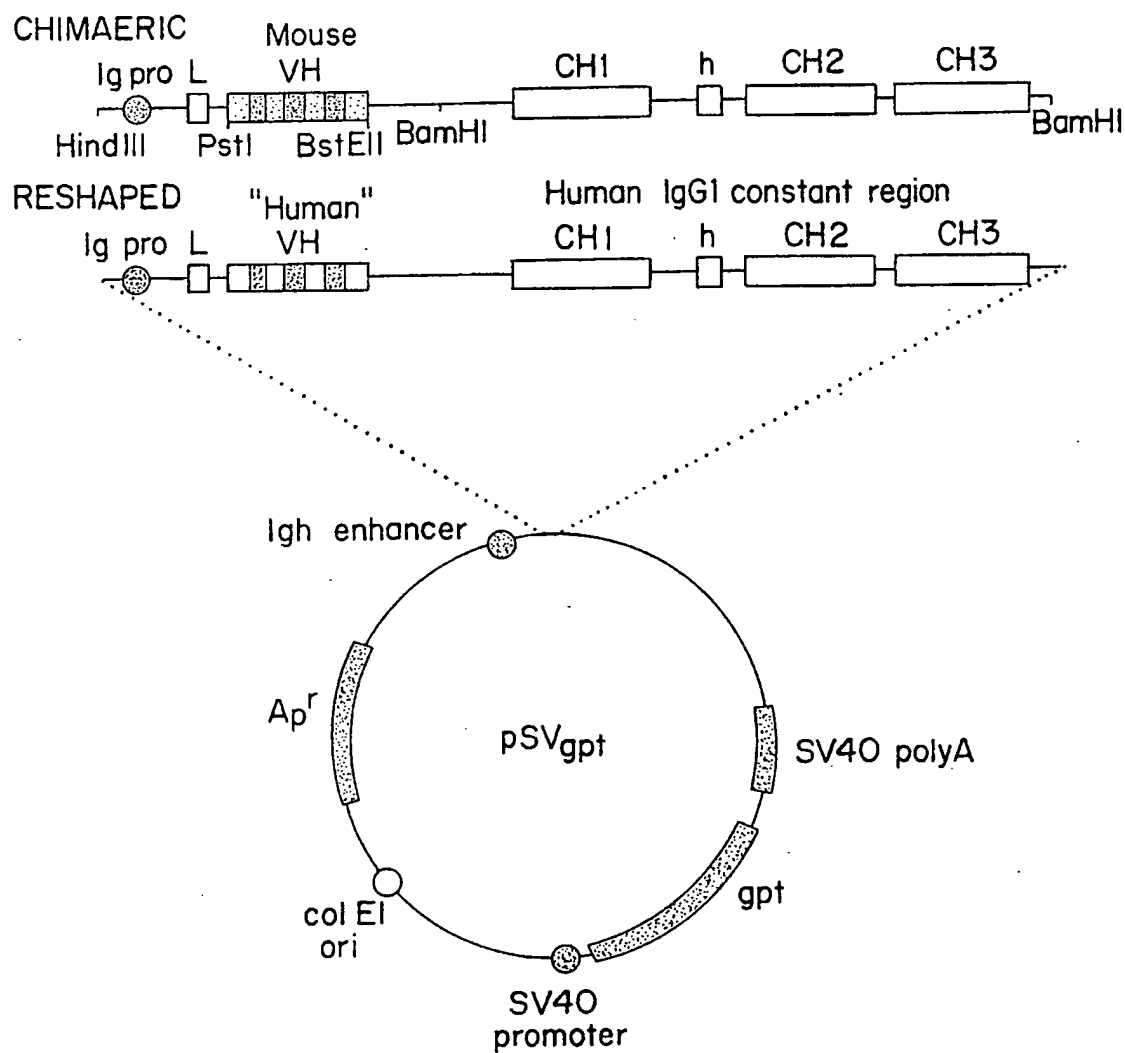 CHIMAERIC
Mouse
Ig pro L VH CH1 h CH2 CH3
HindIII PstI BstEII BamHI BamHI
RESHAPED "Human" Human IgG1 constant region
Ig pro L VH CH1 h CH2 CH3
Igh enhancer
Apʳ
pSVgpt
SV40 polyA
gpt
col EI
ori
SV40
promoter